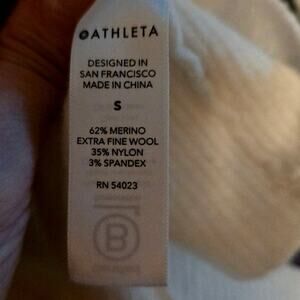 ATHLETA
DESIGNED IN
SAN FRANCISCO
MADE IN CHINA
S
62% MERINO
EXTRA FINE WOOL
35% NYLON
3% SPANDEX
RN 54023
B